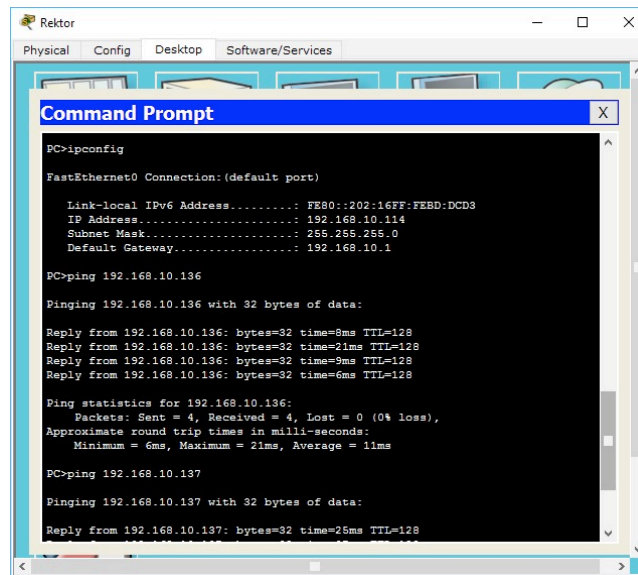 Rektor
Physical Config Desktop Software/Services
Command Prompt X
PC>ipconfig
FastEthernet0 Connection:(default port)
Link-local IPv6 Address.........: FE80::202:16FF:FEBD:DCD3
IP Address......................: 192.168.10.114
Subnet Mask.....................: 255.255.255.0
Default Gateway.................: 192.168.10.1
PC>ping 192.168.10.136
Pinging 192.168.10.136 with 32 bytes of data:
Reply from 192.168.10.136: bytes=32 time=8ms TTL=128
Reply from 192.168.10.136: bytes=32 time=21ms TTL=128
Reply from 192.168.10.136: bytes=32 time=9ms TTL=128
Reply from 192.168.10.136: bytes=32 time=6ms TTL=128
Ping statistics for 192.168.10.136:
Packets: Sent = 4, Received = 4, Lost = 0 (0% loss),
Approximate round trip times in milli-seconds:
Minimum = 6ms, Maximum = 21ms, Average = 11ms
PC>ping 192.168.10.137
Pinging 192.168.10.137 with 32 bytes of data:
Reply from 192.168.10.137: bytes=32 time=25ms TTL=128